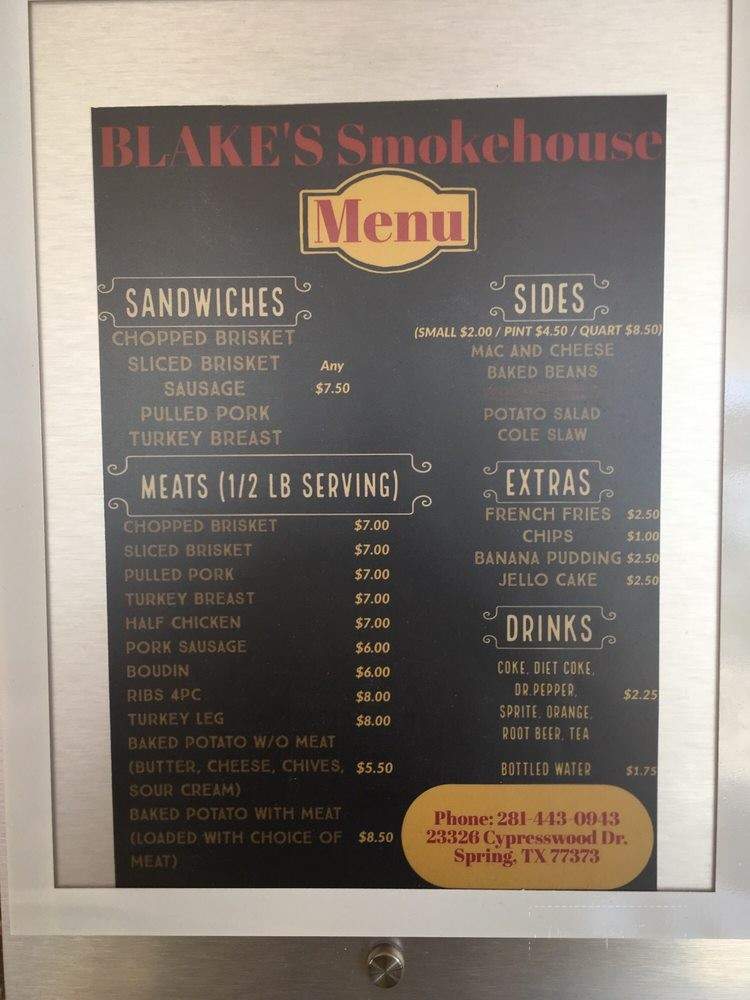 BLAKE'S Smokehouse
Menu
SANDWICHES
CHOPPED BRISKET
SLICED BRISKET
SAUSAGE
PULLED PORK
TURKEY BREAST
Any
$7.50
MEATS (1/2 LB SERVING)
CHOPPED BRISKET $7.00
SLICED BRISKET $7.00
PULLED PORK $7.00
TURKEY BREAST $7.00
HALF CHICKEN $7.00
PORK SAUSAGE $6.00
BOUDIN $6.00
RIBS 4PC $8.00
TURKEY LEG $8.00
BAKED POTATO W/O MEAT
(BUTTER, CHEESE, CHIVES, $5.50
SOUR CREAM)
BAKED POTATO WITH MEAT
(LOADED WITH CHOICE OF $8.50
MEAT)
SIDES
(SMALL $2.00 / PINT $4.50 / QUART $8.50)
MAC AND CHEESE
BAKED BEANS
POTATO SALAD
COLE SLAW
EXTRAS
FRENCH FRIES $2.50
CHIPS $1.00
BANANA PUDDING $2.50
JELLO CAKE $2.50
DRINKS
COKE, DIET COKE,
DR.PEPPER, $2.25
SPRITE, ORANGE,
ROOT BEER, TEA
BOTTLED WATER $1.75
Phone: 281-443-0943
23326 Cypresswood Dr.
Spring, TX 77373